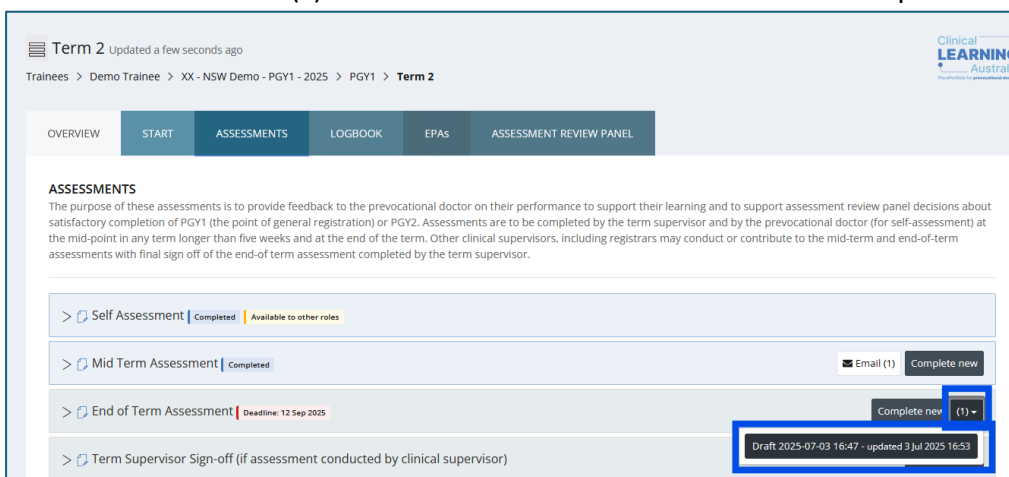 Term 2 Updated a few seconds ago
Trainees > Demo Trainee > XX - NSW Demo - PGY1 - 2025 > PGY1 > Term 2
Clinical
LEARNING
Austral
OVERVIEW START ASSESSMENTS LOGBOOK EPAs ASSESSMENT REVIEW PANEL
ASSESSMENTS
The purpose of these assessments is to provide feedback to the prevocational doctor on their performance to support their learning and to support assessment review panel decisions about
satisfactory completion of PGY1 (the point of general registration) or PGY2. Assessments are to be completed by the term supervisor and by the prevocational doctor (for self-assessment) at
the mid-point in any term longer than five weeks and at the end of the term. Other clinical supervisors, including registrars may conduct or contribute to the mid-term and end-of-term
assessments with final sign off of the end-of term assessment completed by the term supervisor.
> Self Assessment Completed Available to other roles
> Mid Term Assessment Completed Email (1) Complete new
> End of Term Assessment Deadline: 12 Sep 2025 Complete new (1)
Draft 2025-07-03 16:47 - updated 3 Jul 2025 16:53
> Term Supervisor Sign-off (if assessment conducted by clinical supervisor)